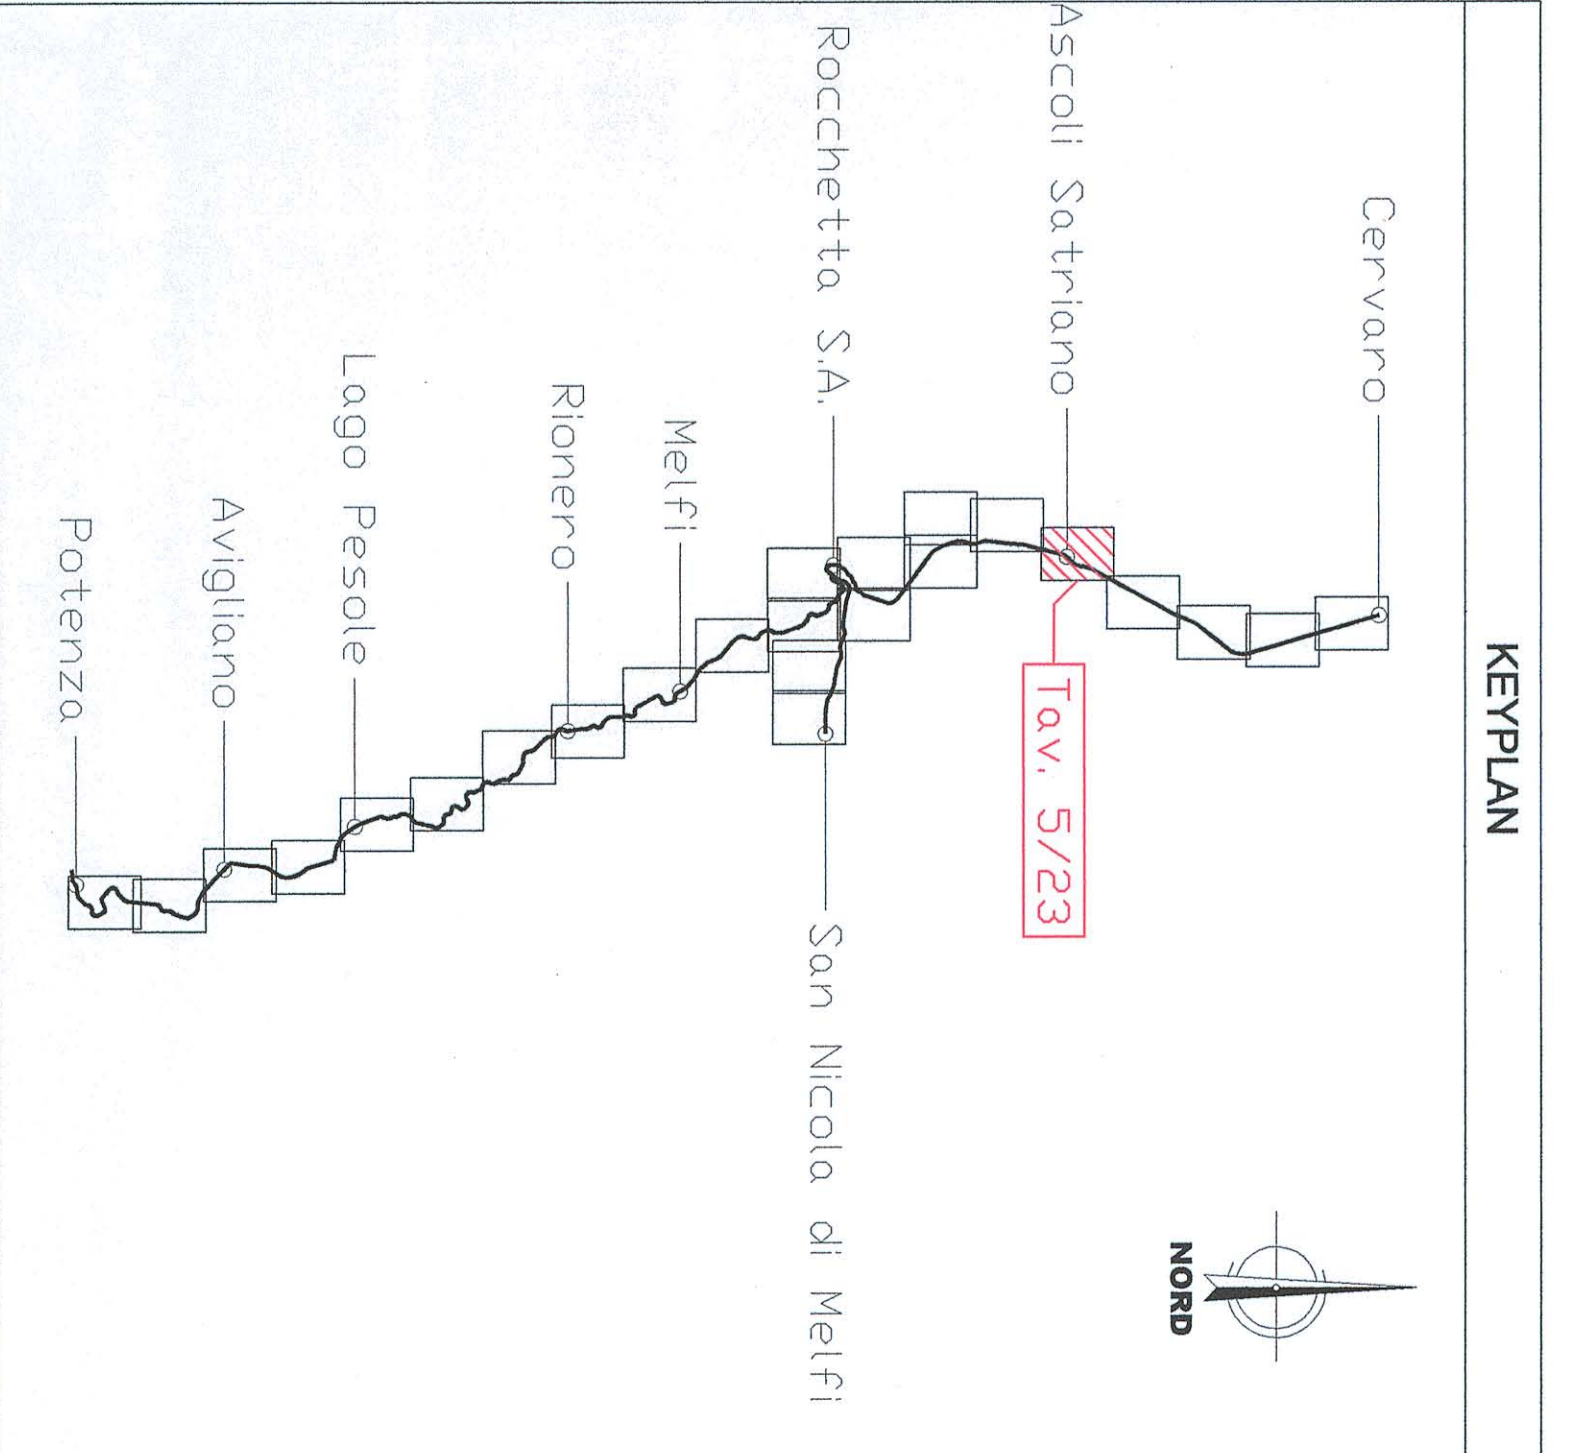 KEYPLAN
Cervaro
Ascoli Satriano
Tav. 5/23
Rocchetta S.A.
San Nicola di Melfi
Melfi
Rionero
Lago Pesole
Avigliano
Potenza
NORD